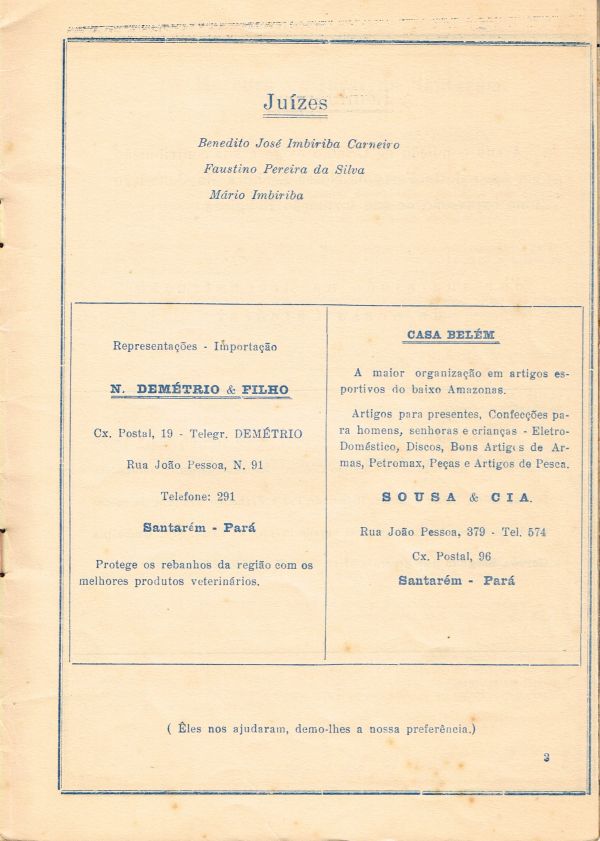 Juízes
Benedito José Imbiriba Carneiro
Faustino Pereira da Silva
Mário Imbiriba
Representações - Importação
N. DEMÉTRIO & FILHO
Cx. Postal, 19 - Telegr. DEMÉTRIO
Rua João Pessoa, N. 91
Telefone: 291
Santarém - Pará
Protege os rebanhos da região com os
melhores produtos veterinários.
CASA BELÉM
A maior organização em artigos es-
portivos do baixo Amazonas.
Artigos para presentes, Confecções pa-
ra homens, senhoras e crianças - Eletro-
Doméstico, Discos, Bons Artigos de Ar-
mas, Petromax, Peças e Artigos de Pesca.
SOUSA & CIA.
Rua João Pessoa, 379 - Tel. 574
Cx. Postal, 96
Santarém - Pará
( Êles nos ajudaram, demo-lhes a nossa preferência.)
3